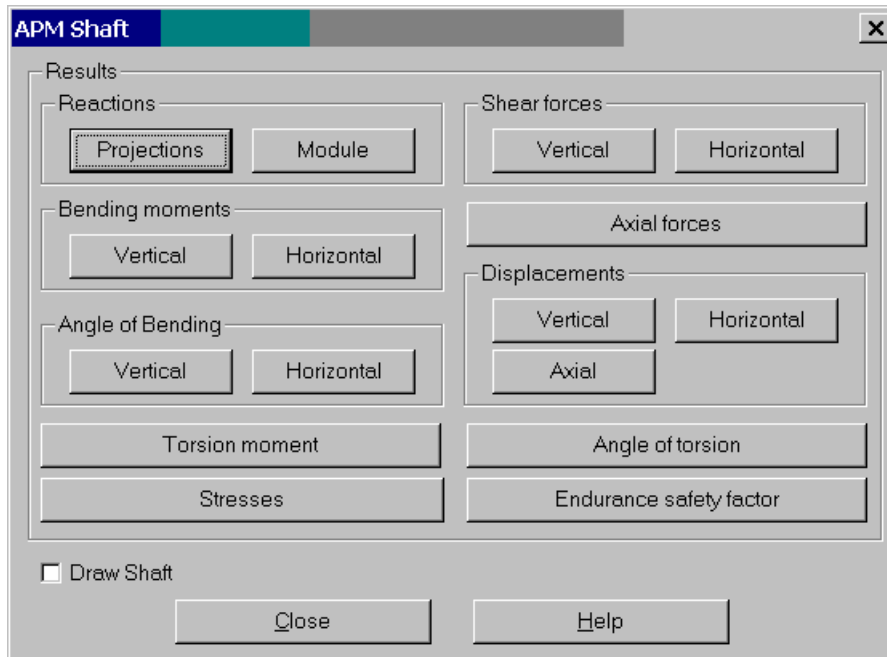 APM Shaft
Results
Reactions
Projections Module
Shear forces
Vertical Horizontal
Bending moments
Vertical Horizontal
Axial forces
Angle of Bending
Vertical Horizontal
Displacements
Vertical Horizontal
Axial
Torsion moment
Angle of torsion
Stresses
Endurance safety factor
Draw Shaft
Close Help